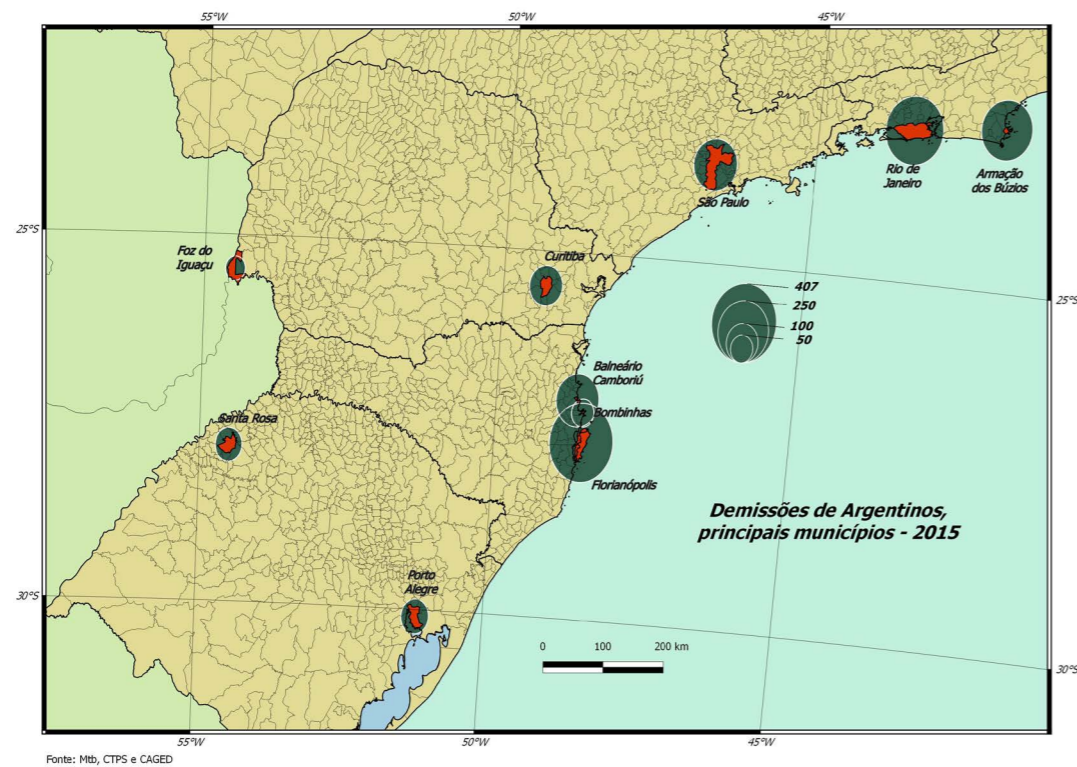 55°W 50°W 45°W
Rio de
Janeiro
Armação
dos Búzios
São Paulo
25°S
Foz do
Iguaçu
Curitiba
25°S
407
250
100
50
Balneário
Camboriú
Bombinhas
Santa Rosa
Florianópolis
Demissões de Argentinos,
principais municípios - 2015
Porto
Alegre
30°S
0 100 200 km
30°S
55°W 50°W 45°W
Fonte: Mtb, CTPS e CAGED